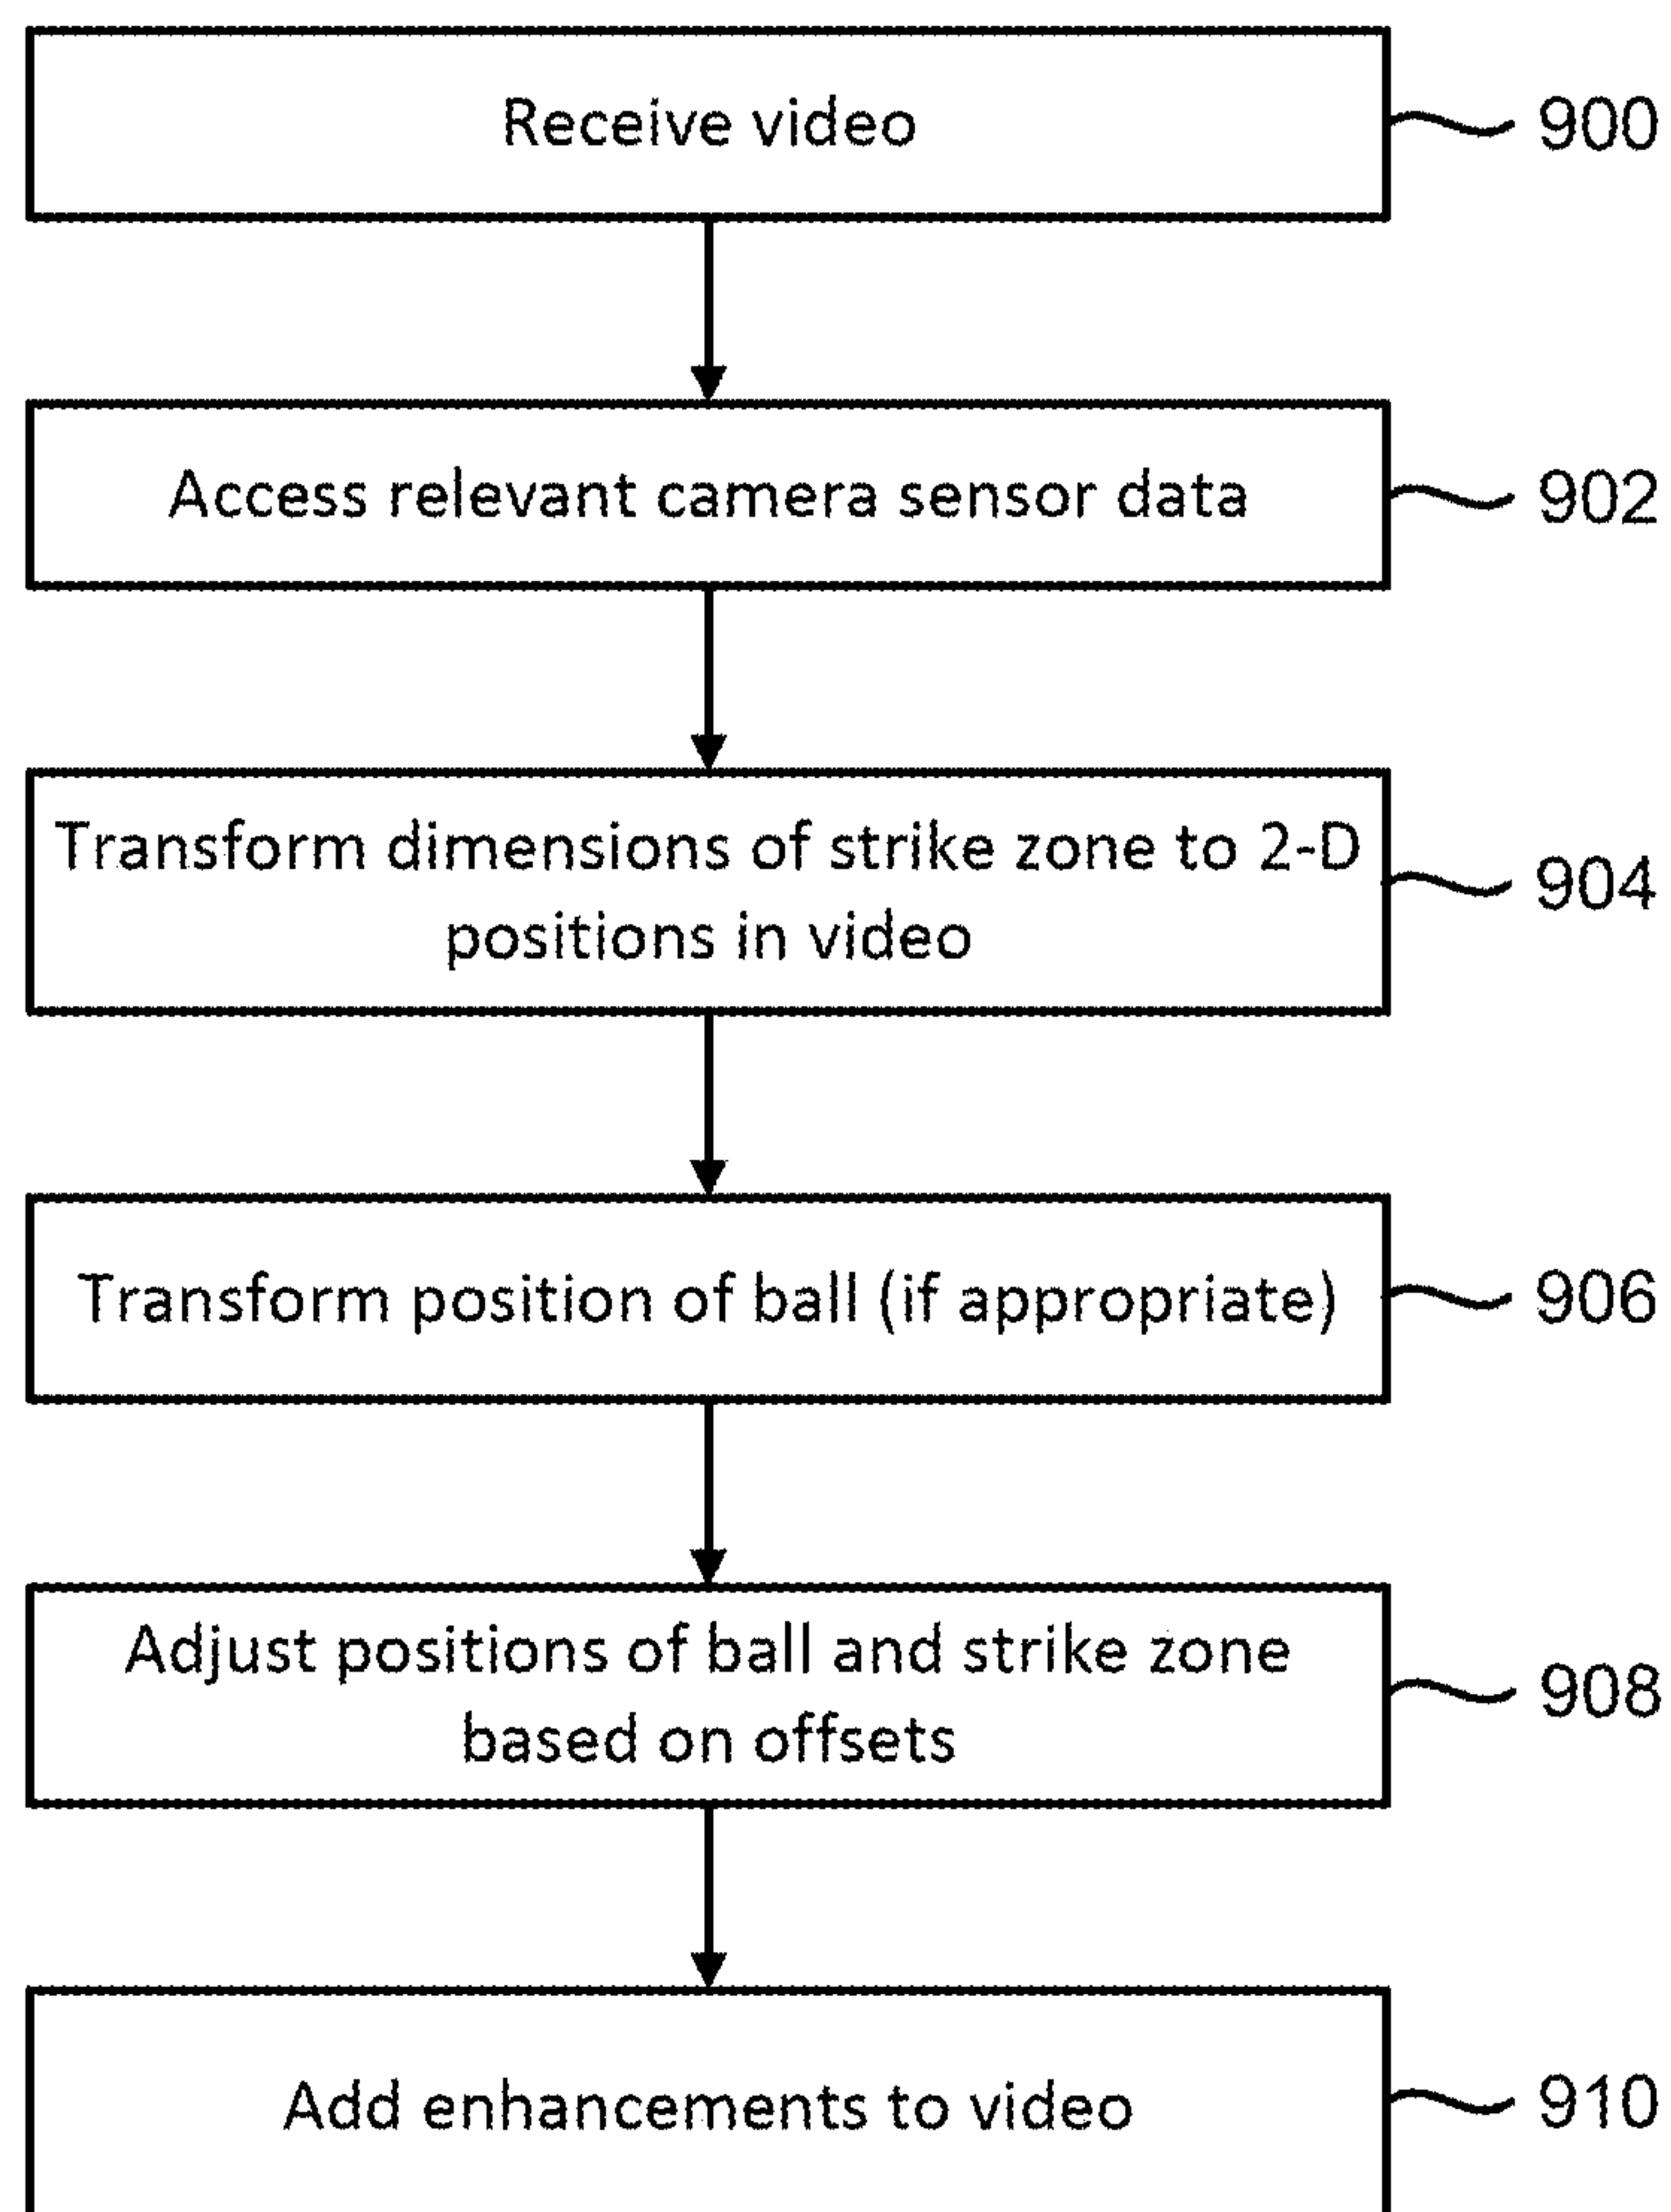 Receive video
900
Access relevant camera sensor data
902
Transform dimensions of strike zone to 2-D
positions in video
904
Transform position of ball (if appropriate)
906
Adjust positions of ball and strike zone
based on offsets
908
Add enhancements to video
910